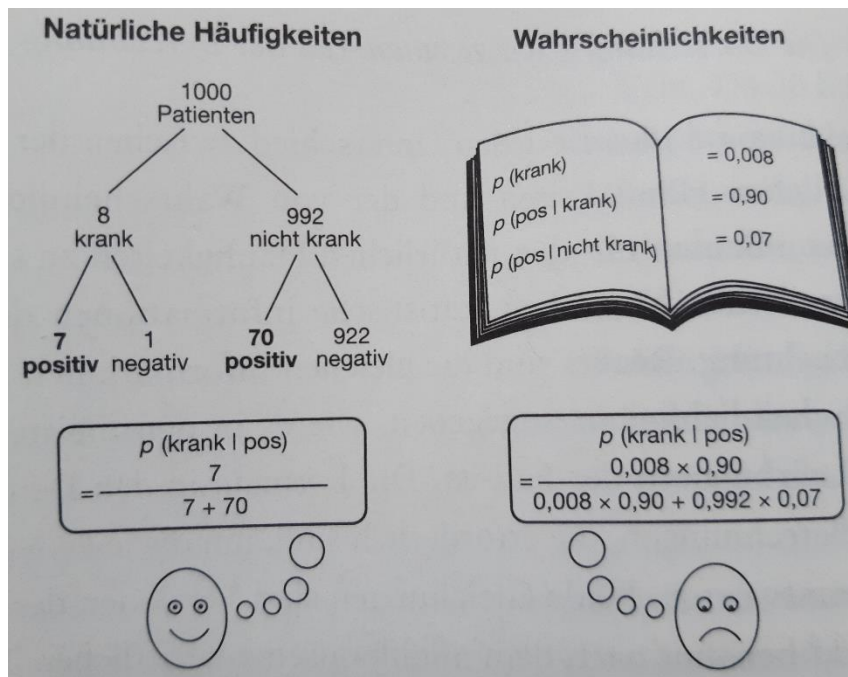 Natürliche Häufigkeiten
1000
Patienten
8
krank
992
nicht krank
7
positiv
1
negativ
70
positiv
922
negativ
p (krank | pos)
= 7
7 + 70
Wahrscheinlichkeiten
p (krank) = 0,008
p (pos | krank) = 0,90
p (pos | nicht krank) = 0,07
p (krank | pos)
= 0,008 × 0,90
0,008 × 0,90 + 0,992 × 0,07